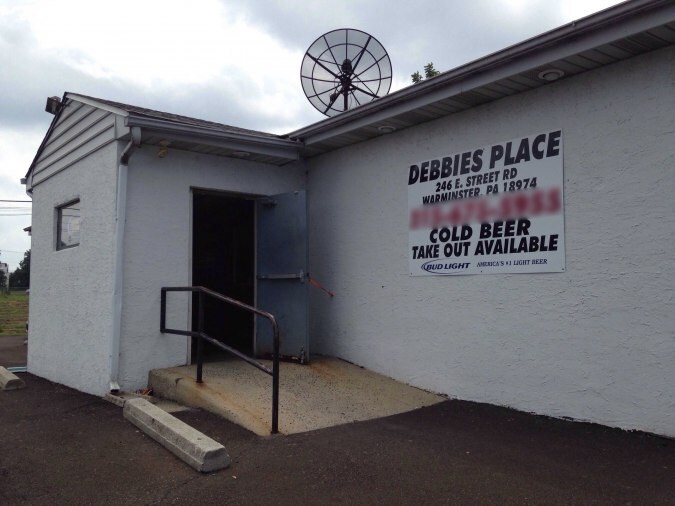 DEBBIES PLACE
246 E. STREET RD
WARMINSTER, PA 18974
COLD BEER
TAKE OUT AVAILABLE
BUD LIGHT AMERICA'S #1 LIGHT BEER